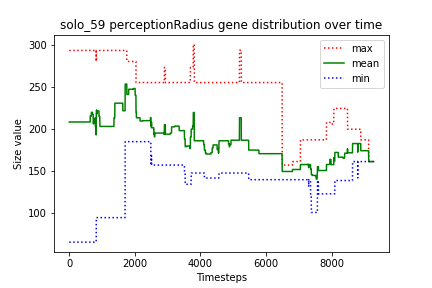 solo_59 perceptionRadius gene distribution over time
max
mean
min
Size value
300
250
200
150
100
0
2000
4000
6000
8000
Timesteps